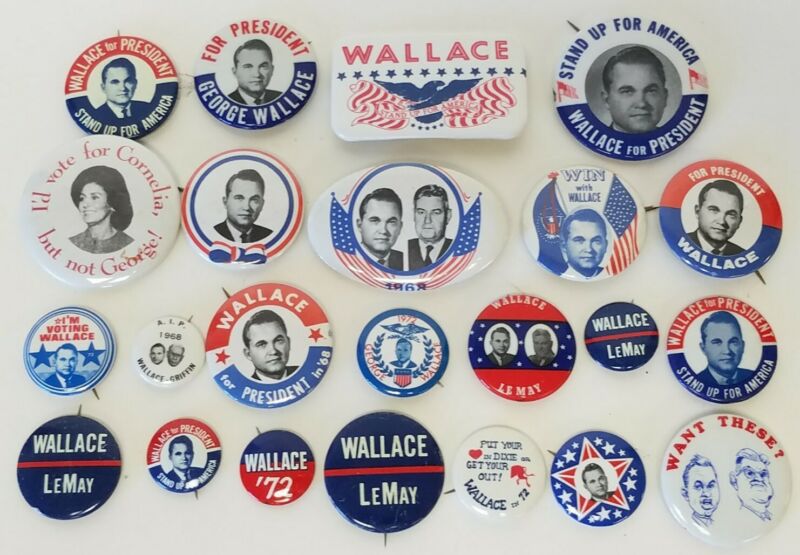 WALLACE for PRESIDENT
STAND UP FOR AMERICA
FOR PRESIDENT
GEORGE WALLACE
WALLACE
STAND UP FOR AMERICA
STAND UP FOR AMERICA
WALLACE FOR PRESIDENT
I'd vote for Cornelia,
but not George!
1968
WIN
with
WALLACE
FOR PRESIDENT
WALLACE
I'M
VOTING
WALLACE
72
A.I.P.
1968
WALLACE-GRIFFIN
WALLACE
for PRESIDENT in '68
1972
GEORGE WALLACE
WALLACE
LE MAY
WALLACE
LeMAY
WALLACE for PRESIDENT
STAND UP FOR AMERICA
WALLACE
LeMAY
WALLACE for PRESIDENT
STAND UP FOR AMERICA
WALLACE
'72
WALLACE
LeMAY
PUT YOUR
IN DIXIE OR
GET YOUR
OUT!
WALLACE IN '72
WANT THESE?